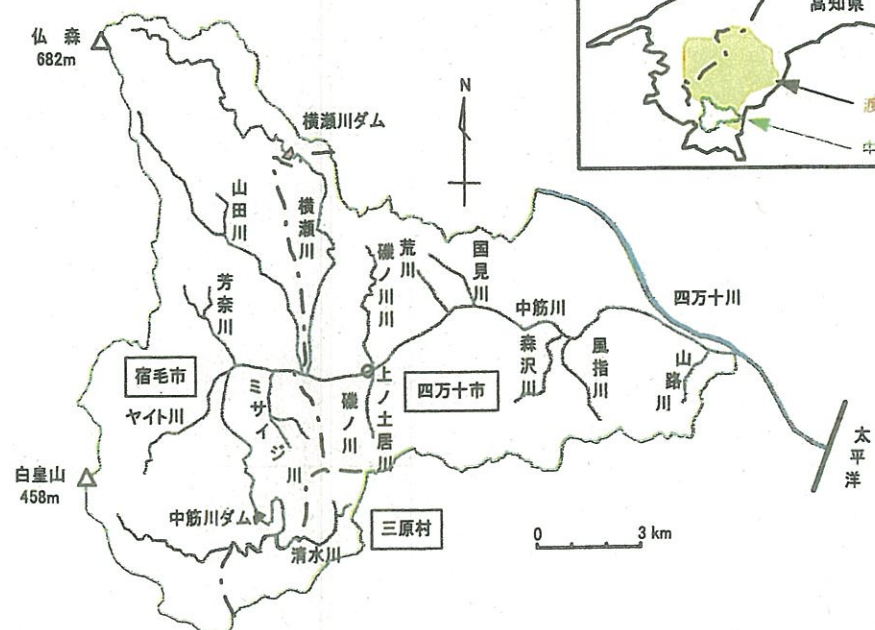 高知県
渡
中
仏森
682m
横瀬川ダム
N
山田川
横瀬川
芳奈川
磯ノ川川
荒川
国見川
中筋川
四万十川
森沢川
風指川
山路川
宿毛市
四万十市
ヤイト川
ミサイジ川
磯ノ川
上ノ土居川
太平洋
白皇山
458m
中筋川ダム
三原村
清水川
0 3 km